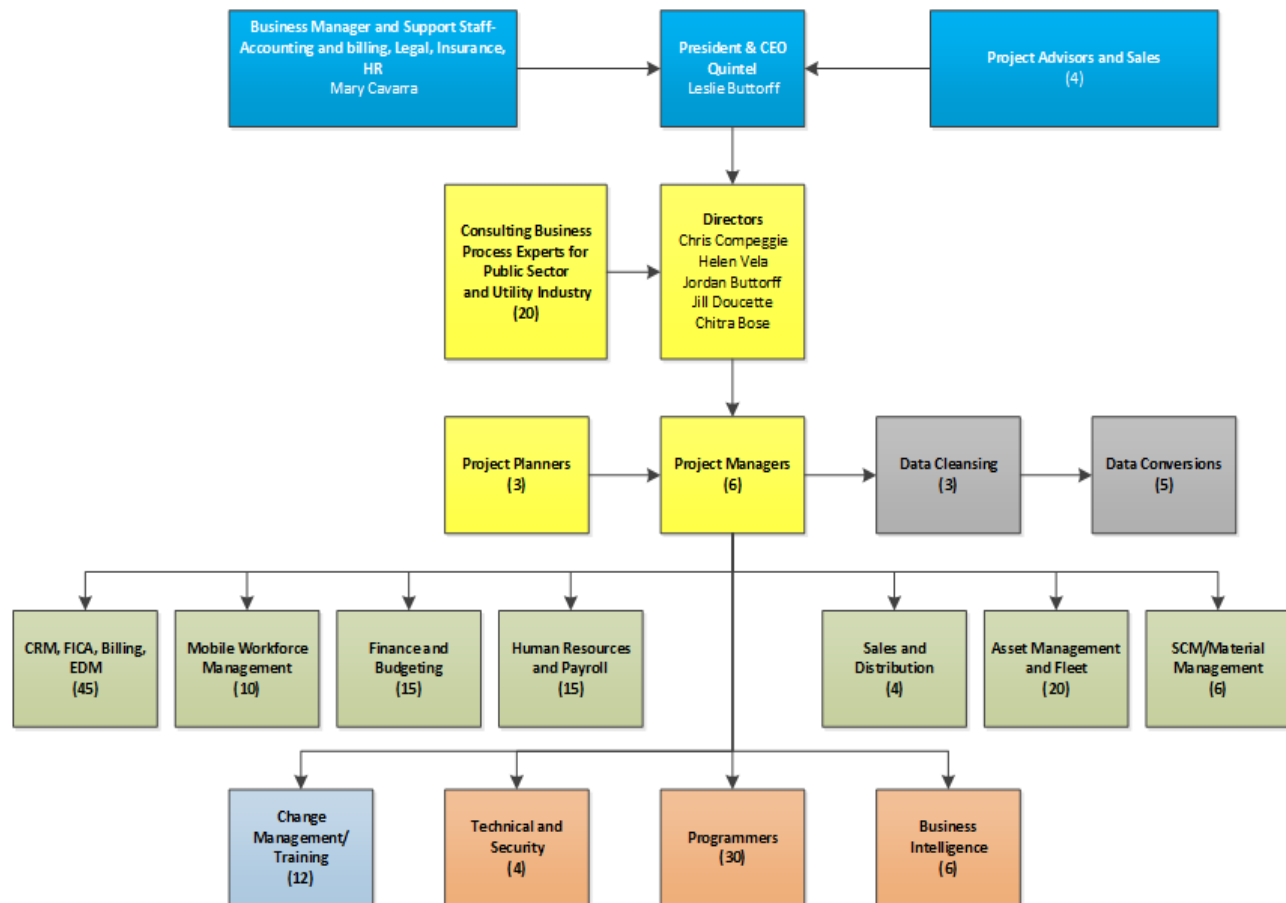 Business Manager and Support Staff-
Accounting and billing, Legal, Insurance,
HR
Mary Cavarra
President & CEO
Quintel
Leslie Buttorff
Project Advisors and Sales
(4)
Consulting Business
Process Experts for
Public Sector
and Utility Industry
(20)
Directors
Chris Compeggie
Helen Vela
Jordan Buttorff
Jill Doucette
Chitra Bose
Project Planners
(3)
Project Managers
(6)
Data Cleansing
(3)
Data Conversions
(5)
CRM, FICA, Billing,
EDM
(45)
Mobile Workforce
Management
(10)
Finance and
Budgeting
(15)
Human Resources
and Payroll
(15)
Sales and
Distribution
(4)
Asset Management
and Fleet
(20)
SCM/Material
Management
(6)
Change
Management/
Training
(12)
Technical and
Security
(4)
Programmers
(30)
Business
Intelligence
(6)